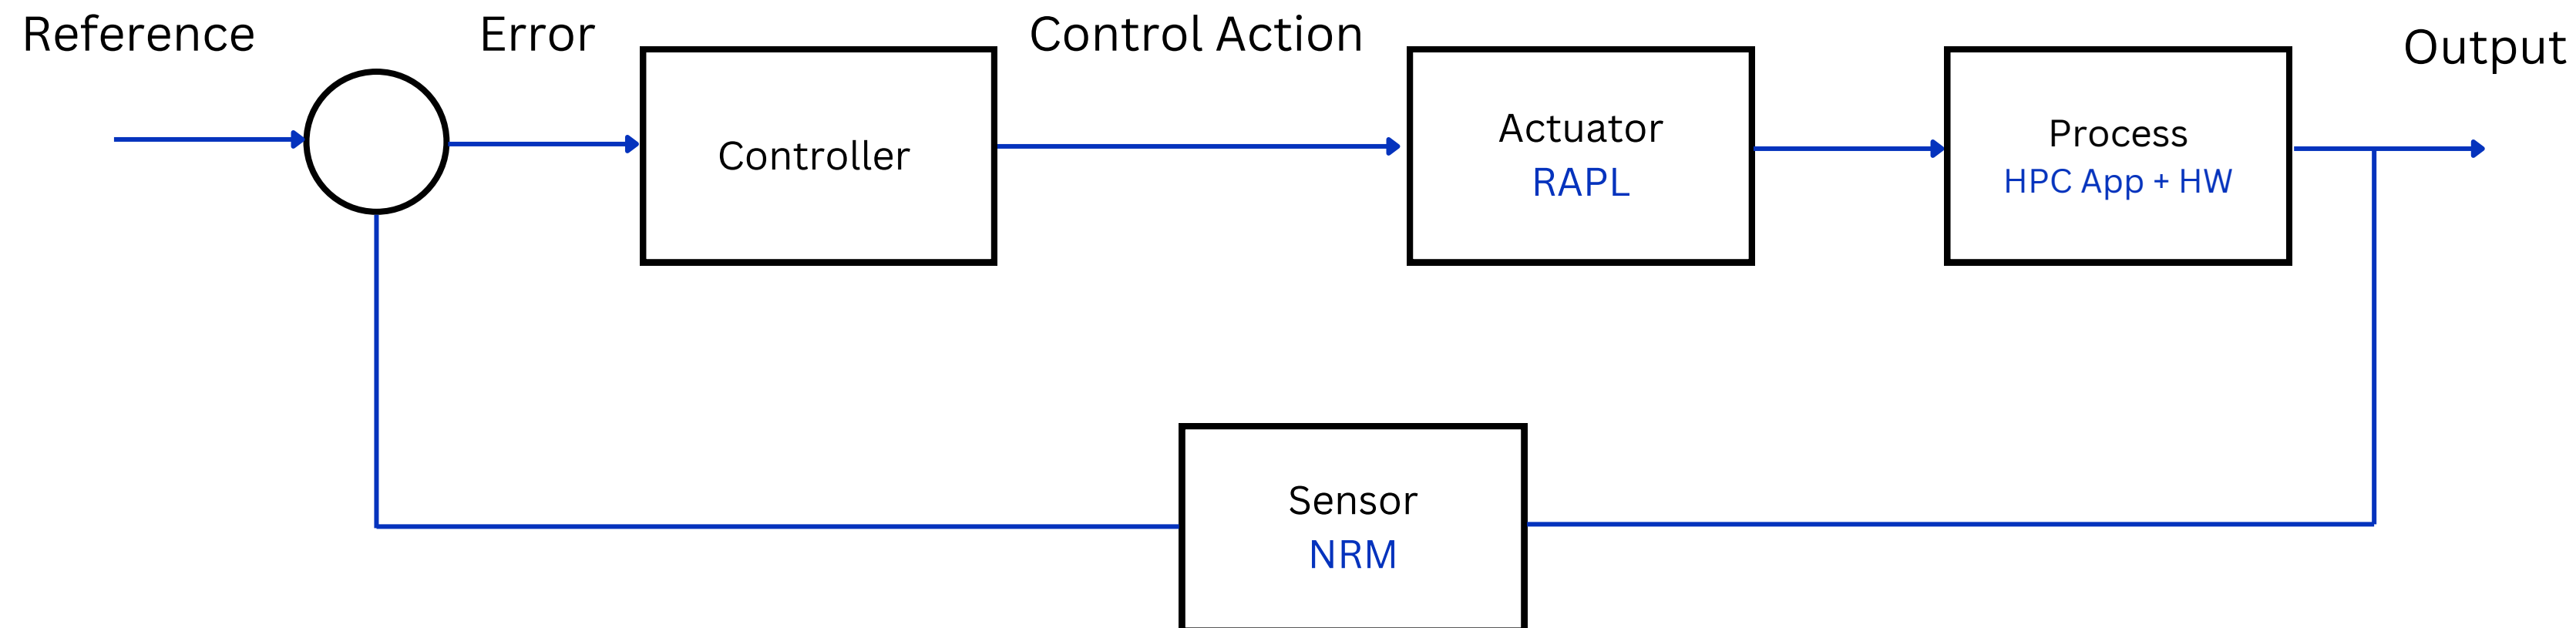 Reference
Error
Control Action
Output
Controller
Actuator
RAPL
Process
HPC App + HW
Sensor
NRM